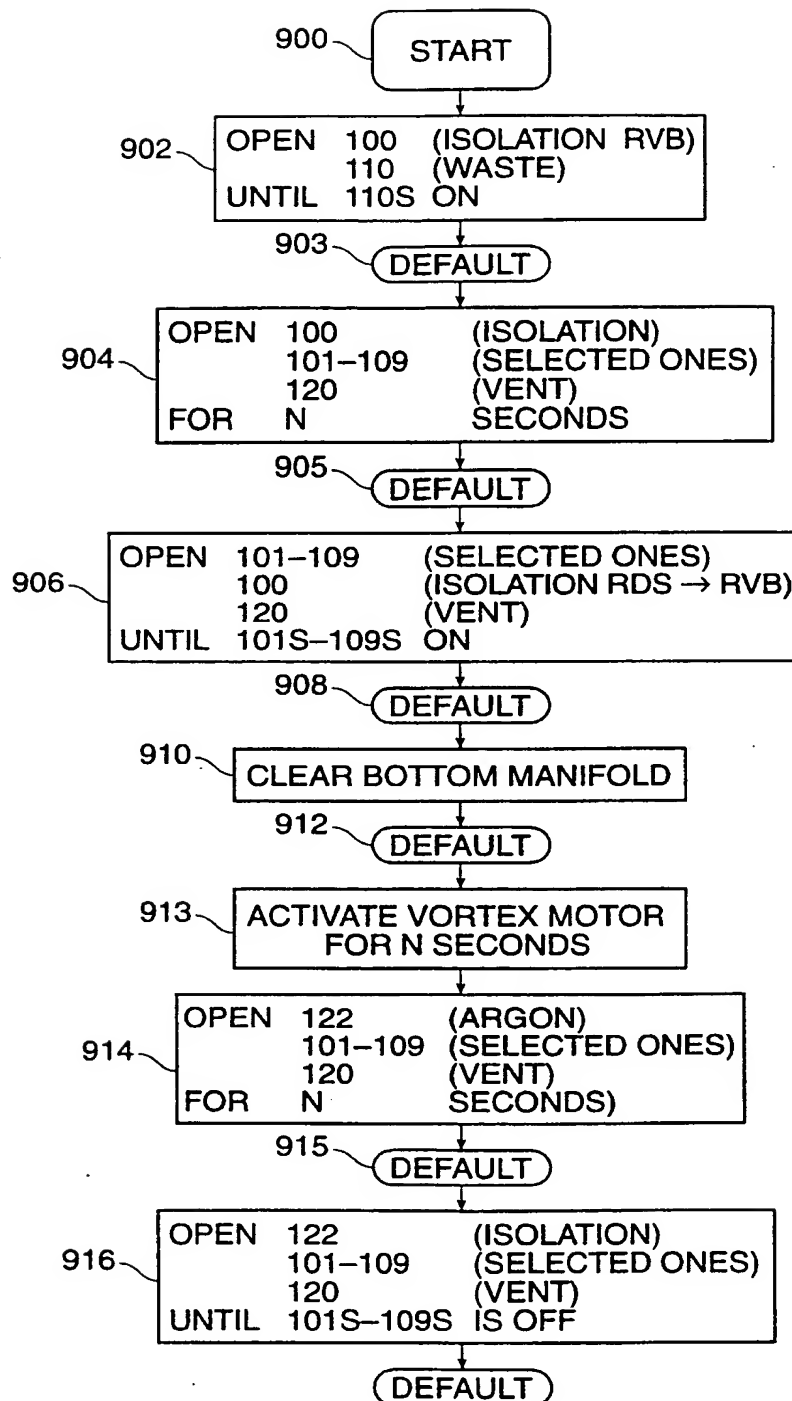 900 START
902 OPEN 100 (ISOLATION RVB)
110 (WASTE)
UNTIL 110S ON
903 DEFAULT
OPEN 100 (ISOLATION)
904 101–109 (SELECTED ONES)
120 (VENT)
FOR N SECONDS
905 DEFAULT
OPEN 101–109 (SELECTED ONES)
906 100 (ISOLATION RDS → RVB)
120 (VENT)
UNTIL 101S–109S ON
908 DEFAULT
910 CLEAR BOTTOM MANIFOLD
912 DEFAULT
913 ACTIVATE VORTEX MOTOR
FOR N SECONDS
OPEN 122 (ARGON)
914 101–109 (SELECTED ONES)
120 (VENT)
FOR N SECONDS)
915 DEFAULT
OPEN 122 (ISOLATION)
916 101–109 (SELECTED ONES)
120 (VENT)
UNTIL 101S–109S IS OFF
DEFAULT